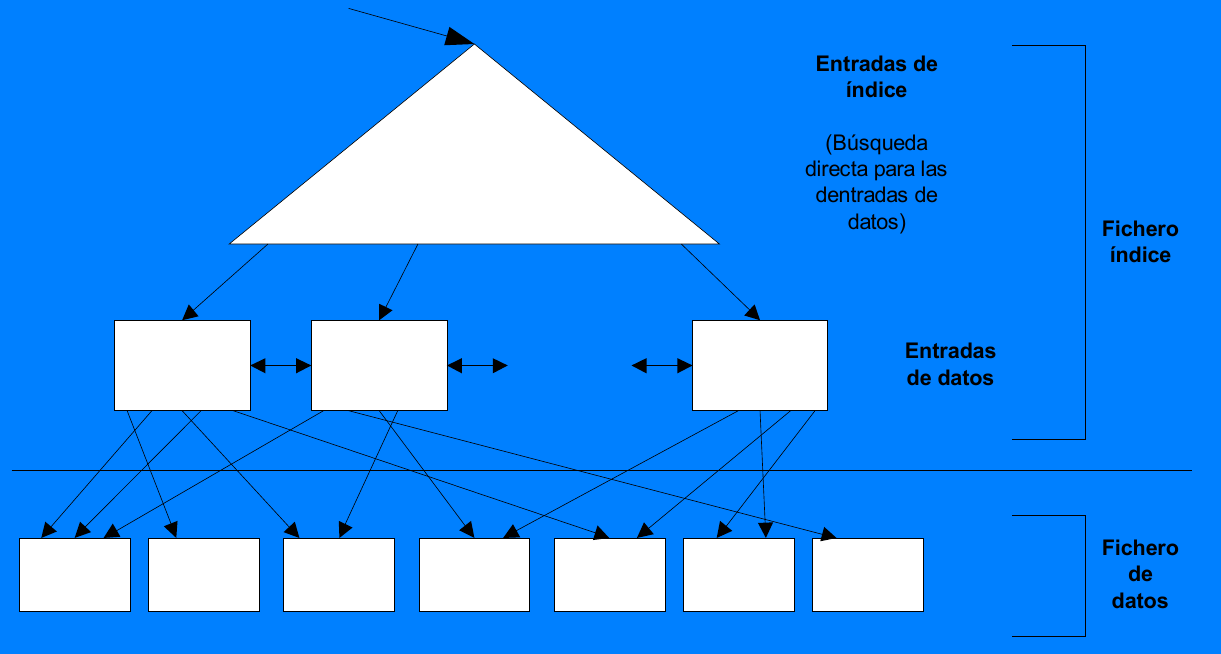 Entradas de
índice
(Búsqueda
directa para las
dentradas de
datos)
Fichero
índice
Entradas
de datos
Fichero
de
datos